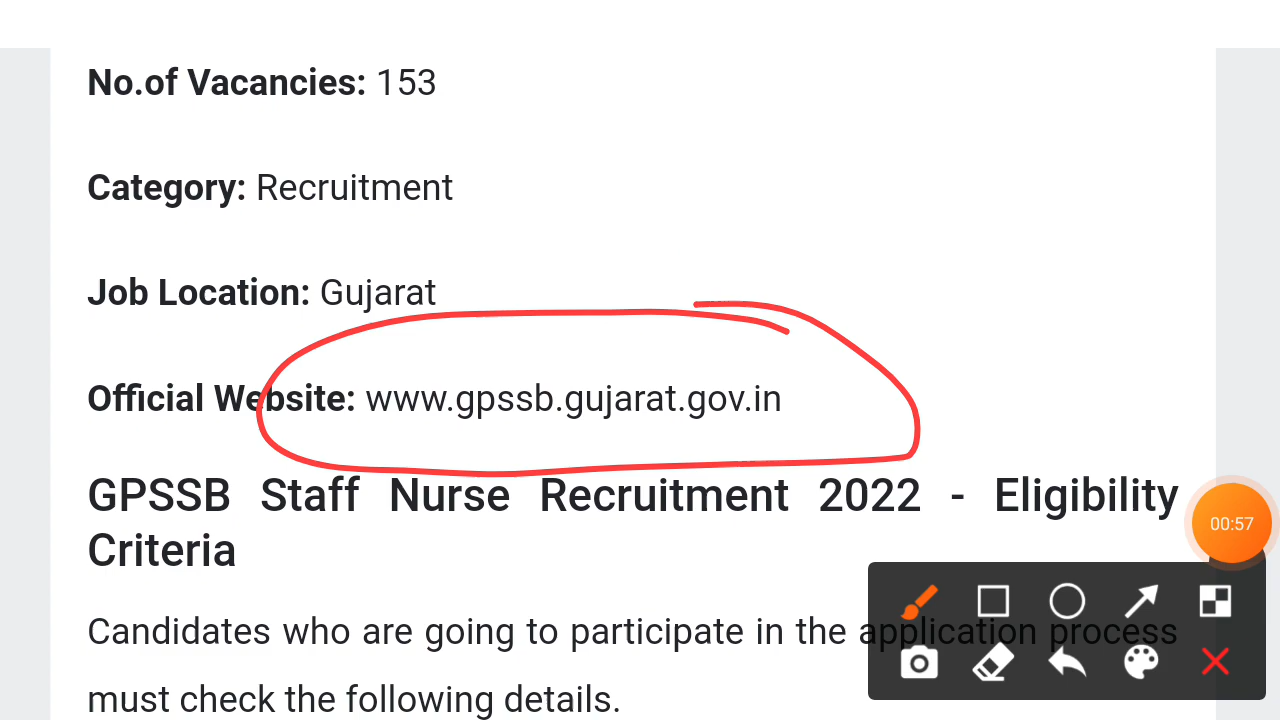 No.of Vacancies: 153
Category: Recruitment
Job Location: Gujarat
Official Website: www.gpssb.gujarat.gov.in
GPSSB Staff Nurse Recruitment 2022 - Eligibility
Criteria
00:57
Candidates who are going to participate in the application process
must check the following details.